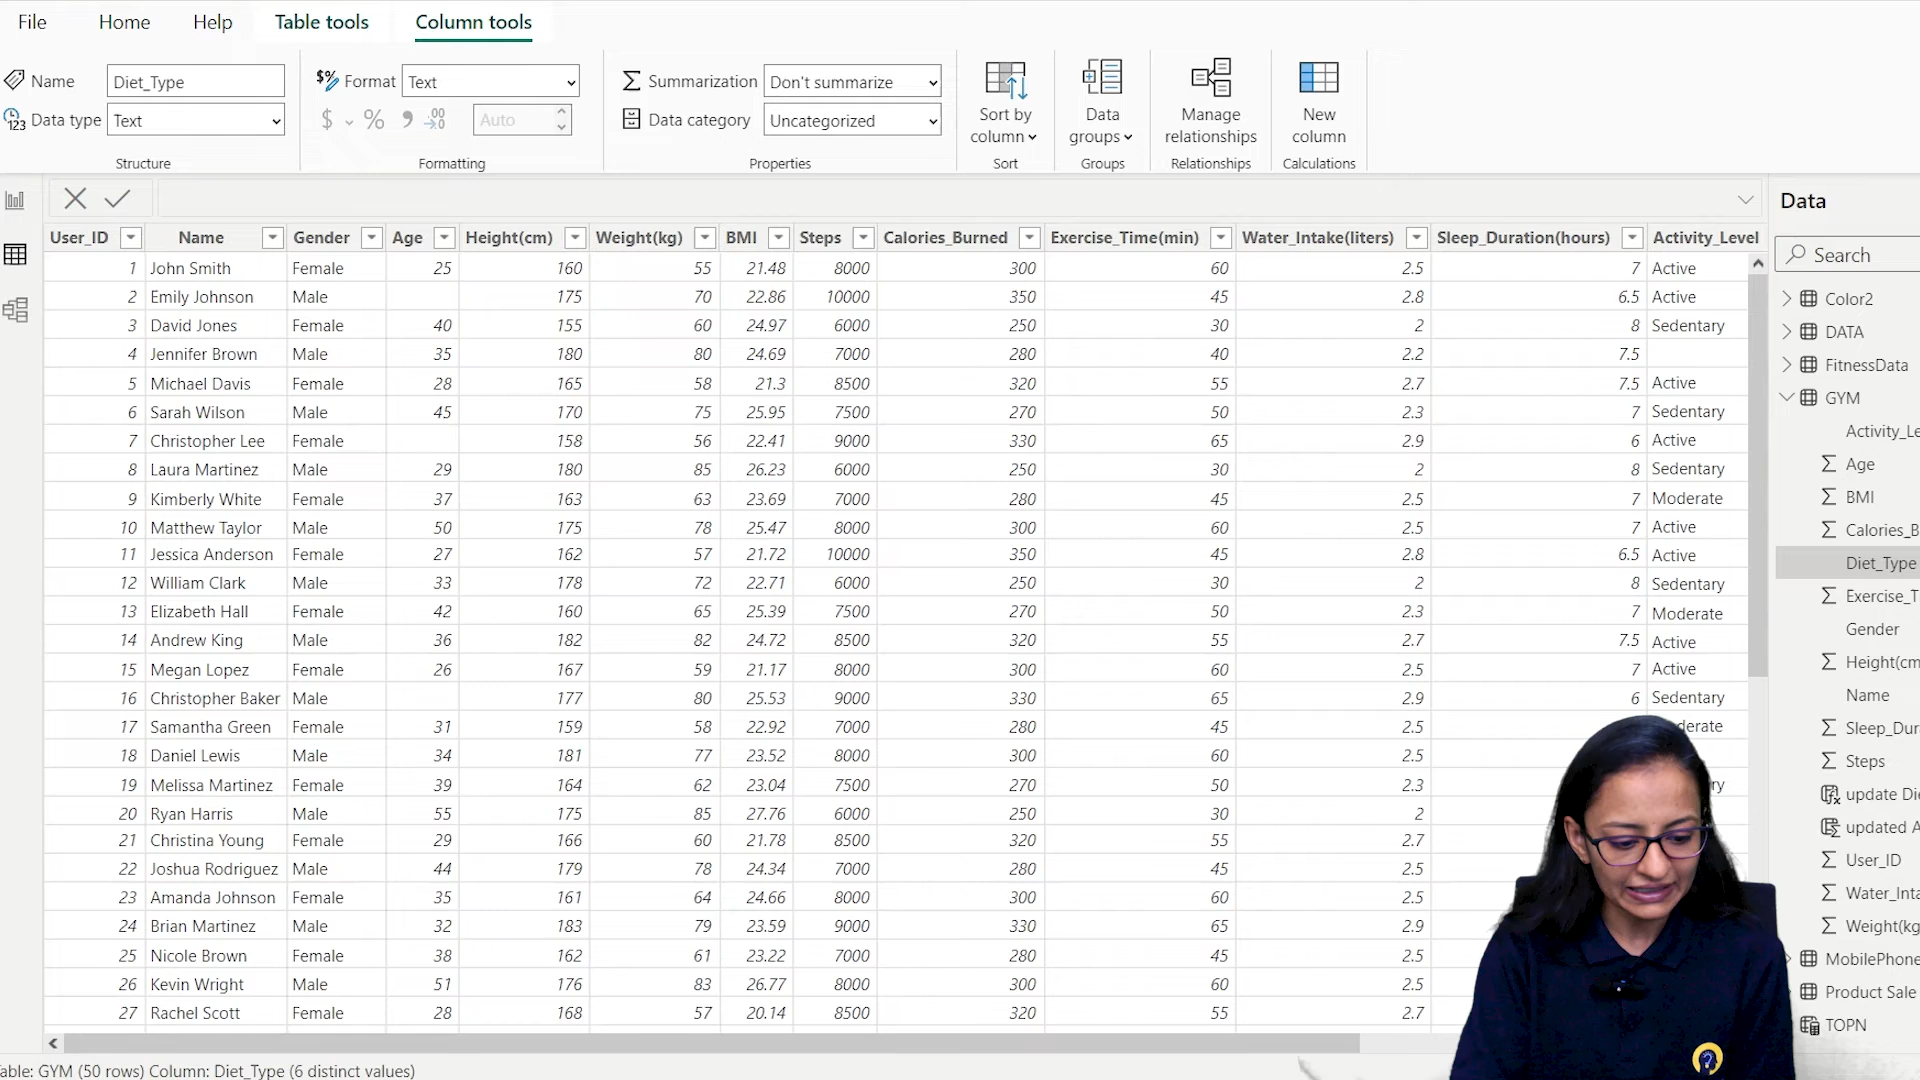 File Home Help Table tools Column tools
Name Diet_Type Format Text Summarization Don't summarize Sort by column Data groups Manage relationships New column
Data type Text $ % Auto Data category Uncategorized
Structure Formatting Properties Sort Groups Relationships Calculations
User_ID Name Gender Age Height(cm) Weight(kg) BMI Steps Calories_Burned Exercise_Time(min) Water_Intake(liters) Sleep_Duration(hours) Activity_Level
1 John Smith Female 25 160 55 21.48 8000 300 60 2.5 7 Active
2 Emily Johnson Male 175 70 22.86 10000 350 45 2.8 6.5 Active
3 David Jones Female 40 155 60 24.97 6000 250 30 2 8 Sedentary
4 Jennifer Brown Male 35 180 80 24.69 7000 280 40 2.2 7.5
5 Michael Davis Female 28 165 58 21.3 8500 320 55 2.7 7.5 Active
6 Sarah Wilson Male 45 170 75 25.95 7500 270 50 2.3 7 Sedentary
7 Christopher Lee Female 158 56 22.41 9000 330 65 2.9 6 Active
8 Laura Martinez Male 29 180 85 26.23 6000 250 30 2 8 Sedentary
9 Kimberly White Female 37 163 63 23.69 7000 280 45 2.5 7 Moderate
10 Matthew Taylor Male 50 175 78 25.47 8000 300 60 2.5 7 Active
11 Jessica Anderson Female 27 162 57 21.72 10000 350 45 2.8 6.5 Active
12 William Clark Male 33 178 72 22.71 6000 250 30 2 8 Sedentary
13 Elizabeth Hall Female 42 160 65 25.39 7500 270 50 2.3 7 Moderate
14 Andrew King Male 36 182 82 24.72 8500 320 55 2.7 7.5 Active
15 Megan Lopez Female 26 167 59 21.17 8000 300 60 2.5 7 Active
16 Christopher Baker Male 177 80 25.53 9000 330 65 2.9 6 Sedentary
17 Samantha Green Female 31 159 58 22.92 7000 280 45 2.5
18 Daniel Lewis Male 34 181 77 23.52 8000 300 60 2.5
19 Melissa Martinez Female 39 164 62 23.04 7500 270 50 2.3
20 Ryan Harris Male 55 175 85 27.76 6000 250 30 2
21 Christina Young Female 29 166 60 21.78 8500 320 55 2.7
22 Joshua Rodriguez Male 44 179 78 24.34 7000 280 45 2.5
23 Amanda Johnson Female 35 161 64 24.66 8000 300 60 2.5
24 Brian Martinez Male 32 183 79 23.59 9000 330 65 2.9
25 Nicole Brown Female 38 162 61 23.22 7000 280 45 2.5
26 Kevin Wright Male 51 176 83 26.77 8000 300 60 2.5
27 Rachel Scott Female 28 168 57 20.14 8500 320 55 2.7
Data
Search
Color2
DATA
FitnessData
GYM
Activity_Le
Age
BMI
Calories_B
Diet_Type
Exercise_T
Gender
Height(cm
Name
Sleep_Dur
Steps
update Di
updated A
User_ID
Water_Inta
Weight(kg
MobilePhone
Product Sale
TOPN
able: GYM (50 rows) Column: Diet_Type (6 distinct values)